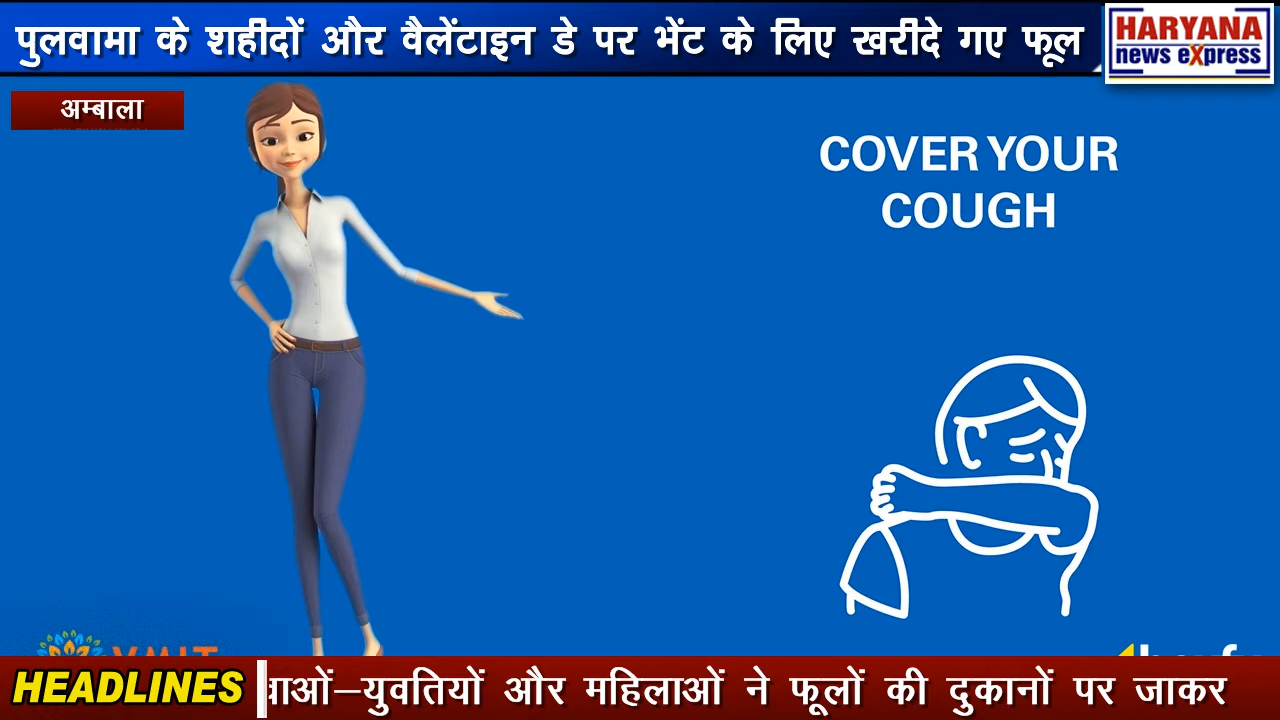 पुलवामा के शहीदों और वैलेंटाइन डे पर भेंट के लिए खरीदे गए फूल
HARYANA
news eXpress
अम्बाला
COVER YOUR
COUGH
HEADLINES
युवतियों और महिलाओं ने फूलों की दुकानों पर जाकर